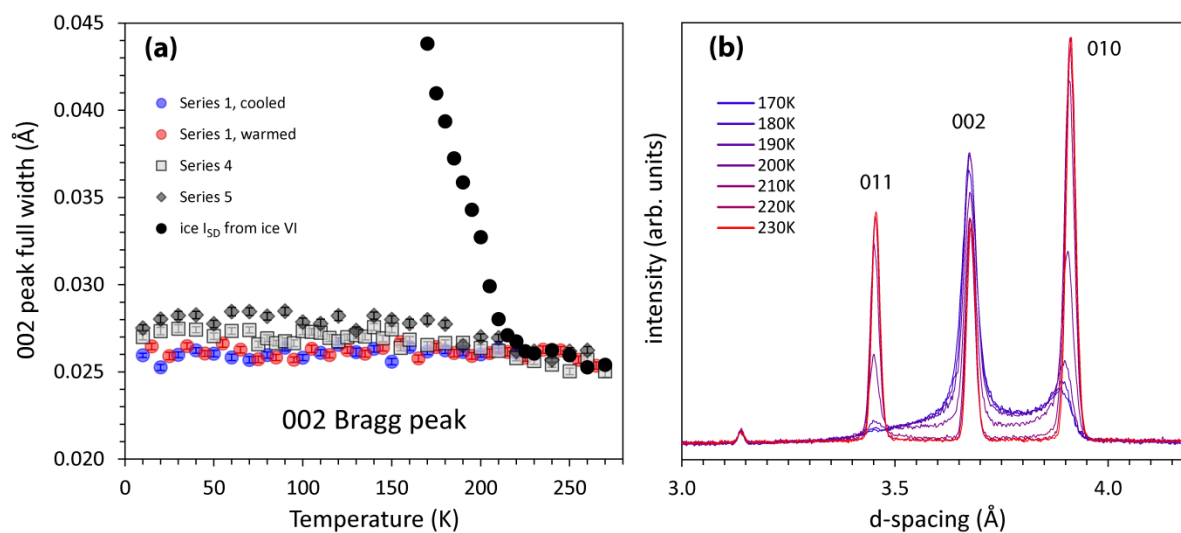 (a)
0.045
0.040
0.035
0.030
0.025
0.020
002 peak full width (Å)
Series 1, cooled
Series 1, warmed
Series 4
Series 5
ice I_SD from ice VI
002 Bragg peak
0 50 100 150 200 250
Temperature (K)
(b)
intensity (arb. units)
170K
180K
190K
200K
210K
220K
230K
011
002
010
3.0 3.5 4.0
d-spacing (Å)